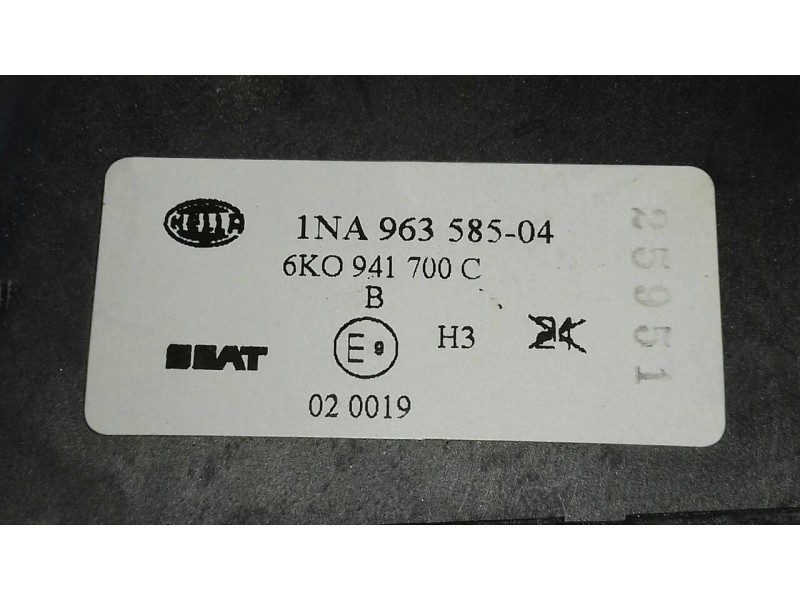 HELLA
1NA 963 585-04
6KO 941 700 C
B
SEAT
E9
H3
02 0019
25951